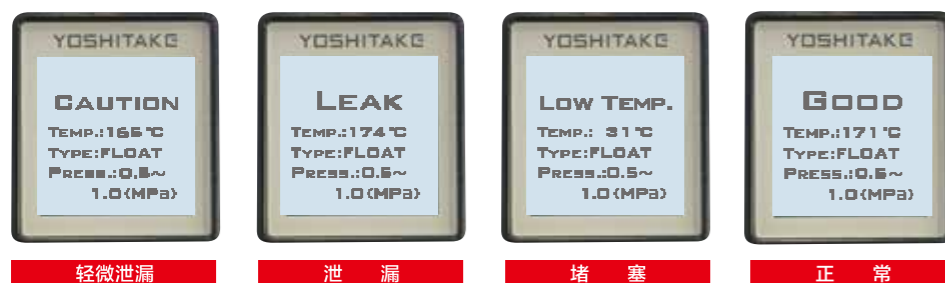 YOSHITAKE
CAUTION
TEMP.:165℃
TYPE:FLOAT
PRESS.:0.5~
1.0(MPa)
轻微泄漏
YOSHITAKE
LEAK
TEMP.:174℃
TYPE:FLOAT
PRESS.:0.5~
1.0(MPa)
泄 漏
YOSHITAKE
LOW TEMP.
TEMP.: 31℃
TYPE:FLOAT
PRESS.:0.5~
1.0(MPa)
堵 塞
YOSHITAKE
GOOD
TEMP.:171℃
TYPE:FLOAT
PRESS.:0.5~
1.0(MPa)
正 常